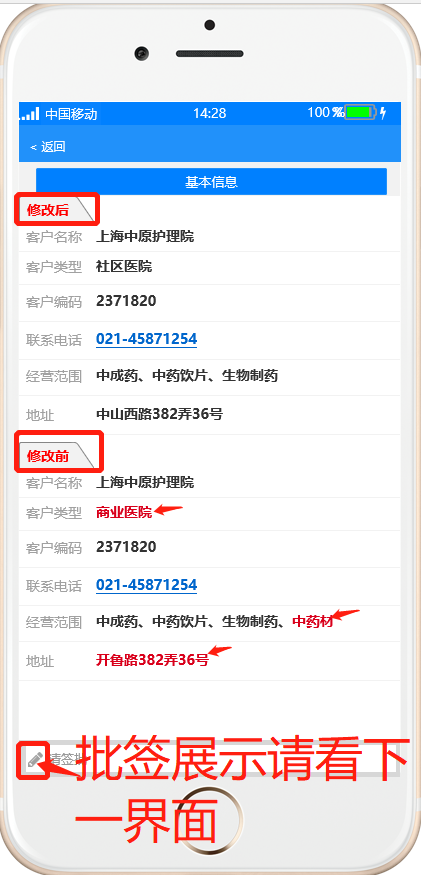 中国移动 14:28 100 %
< 返回
基本信息
修改后
客户名称 上海中原护理院
客户类型 社区医院
客户编码 2371820
联系电话 021-45871254
经营范围 中成药、中药饮片、生物制药
地址 中山西路382弄36号
修改前
客户名称 上海中原护理院
客户类型 商业医院
客户编码 2371820
联系电话 021-45871254
经营范围 中成药、中药饮片、生物制药、中药材
地址 开鲁路382弄36号
请签批
批签展示请看下
一界面